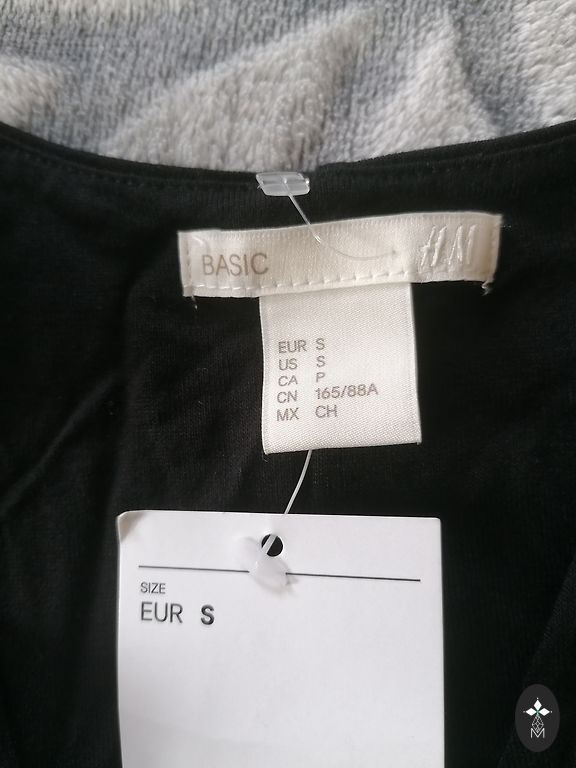 BASIC H&M
EUR S
US S
CA P
CN 165/88A
MX CH
SIZE
EUR S
M